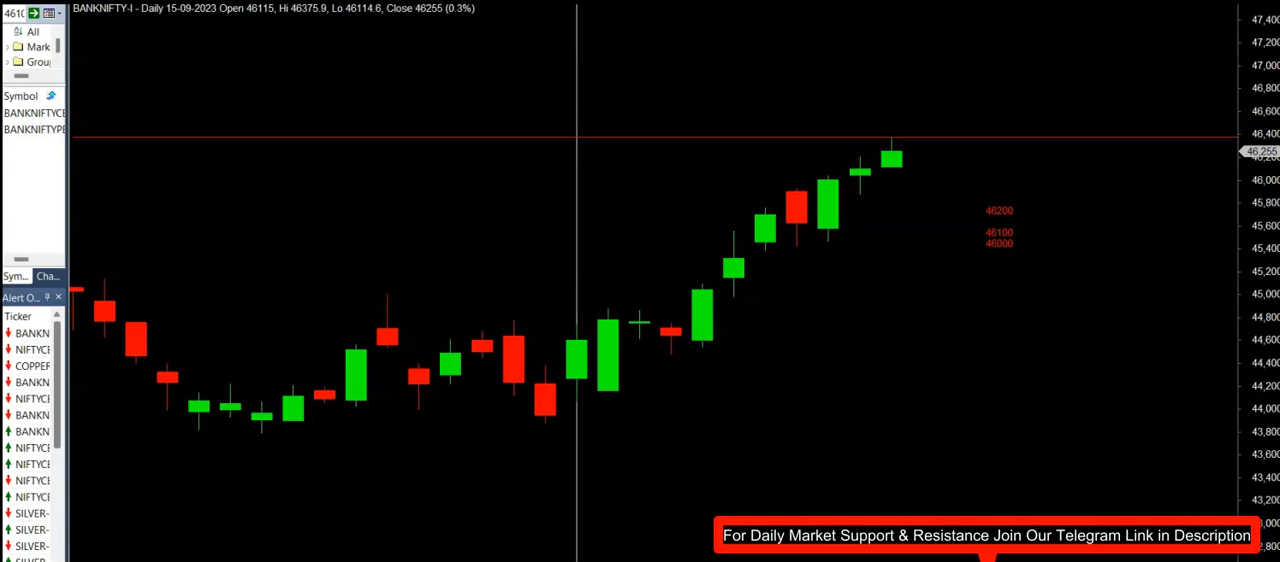 BANKNIFTY-I - Daily 15-09-2023 Open 46115, Hi 46375.9, Lo 46114.6, Close 46255 (0.3%)
All
Mark
Grou
Symbol
BANKNIFTYCE
BANKNIFTYPE
Sym... Cha...
Alert O...
Ticker
BANKN
NIFTYCE
COPPER
BANKN
NIFTYCE
BANKN
BANKN
NIFTYCE
NIFTYCE
NIFTYCE
NIFTYCE
SILVER-
SILVER-
SILVER-
47,400
47,200
47,000
46,800
46,600
46,400
46,255
46,200
46,000
45,800
45,600
45,400
45,200
45,000
44,800
44,600
44,400
44,200
44,000
43,800
43,600
43,400
43,200
46200
46100
46000
For Daily Market Support & Resistance Join Our Telegram Link in Description